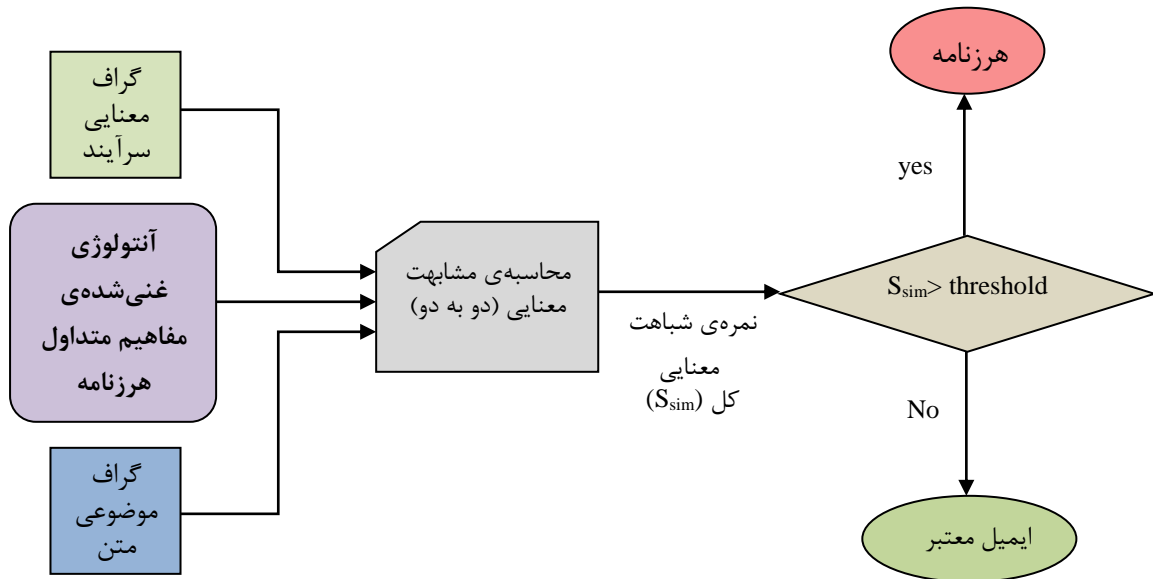 گراف
معنایی
سرآیند
آنتولوژی
غنی‌شده‌ی
مفاهیم متداول
هرزنامه
گراف
موضوعی
متن
محاسبه‌ی مشابهت
معنایی (دو به دو)
نمره‌ی شباهت
معنایی
کل (Ssim)
Ssim> threshold
yes
هرزنامه
No
ایمیل معتبر